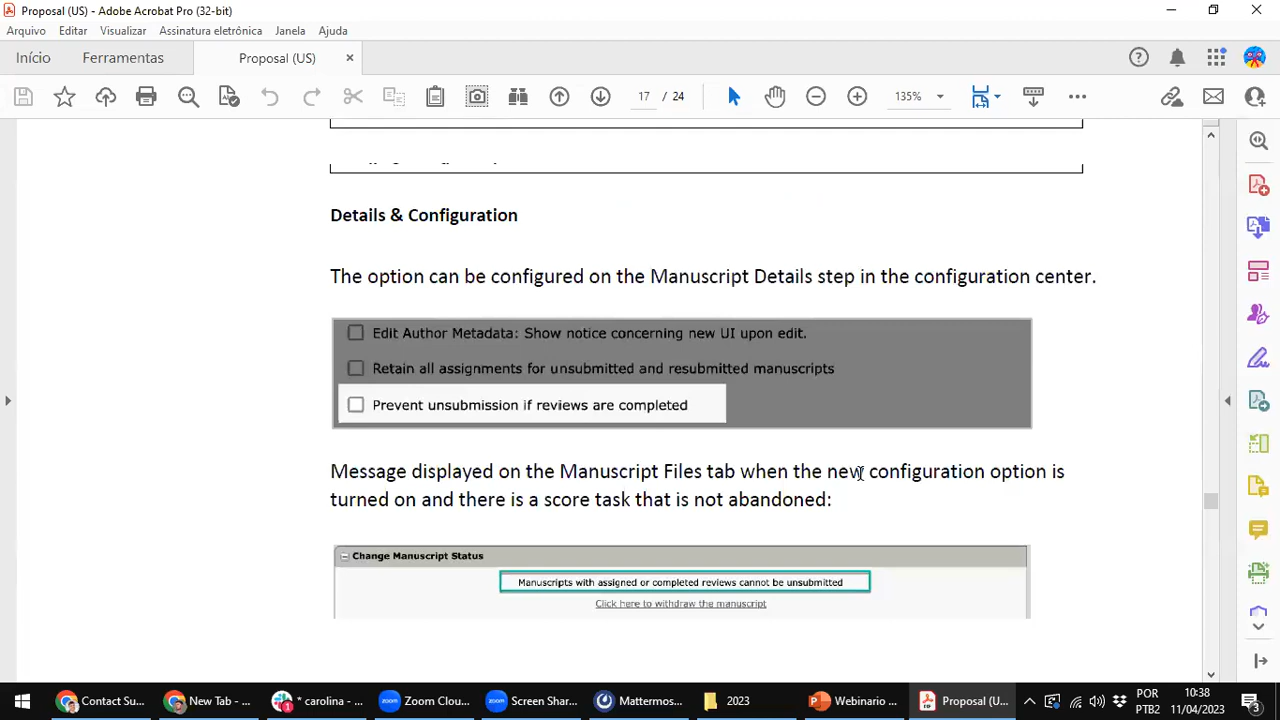 Proposal (US) - Adobe Acrobat Pro (32-bit)
Arquivo Editar Visualizar Assinatura eletrônica Janela Ajuda
Início Ferramentas Proposal (US) ×
17 / 24 135%
Details & Configuration
The option can be configured on the Manuscript Details step in the configuration center.
Edit Author Metadata: Show notice concerning new UI upon edit.
Retain all assignments for unsubmitted and resubmitted manuscripts
Prevent unsubmission if reviews are completed
Message displayed on the Manuscript Files tab when the new configuration option is
turned on and there is a score task that is not abandoned:
Change Manuscript Status
Manuscripts with assigned or completed reviews cannot be unsubmitted
Click here to withdraw the manuscript
Contact Su... New Tab - ... * carolina - ... Zoom Clou... Screen Shar... Mattermos... 2023 Webinario ... Proposal (U... POR 10:38
PTB2 11/04/2023 3